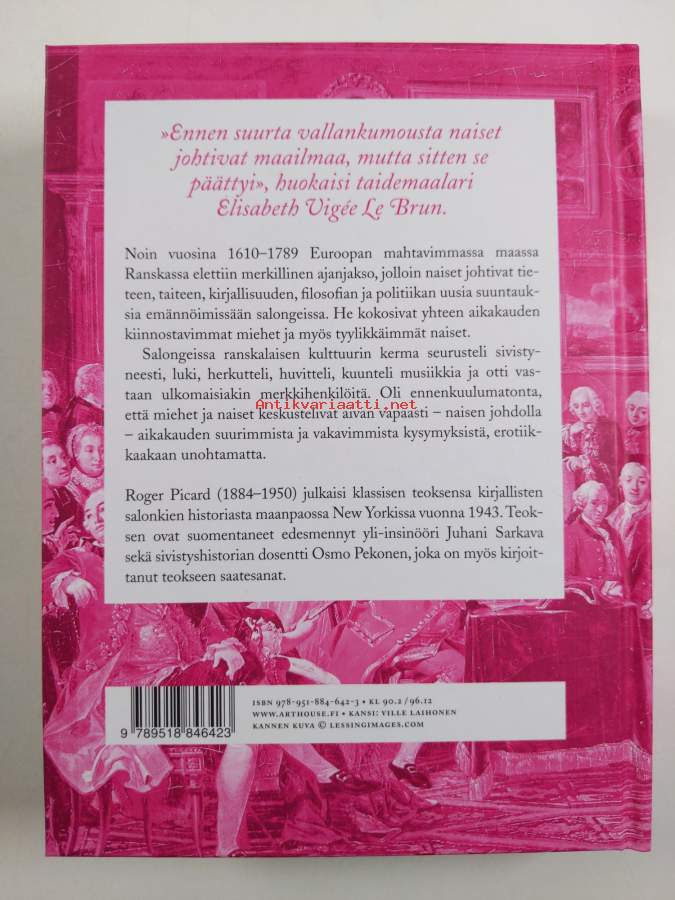 »Ennen suurta vallankumousta naiset
johtivat maailmaa, mutta sitten se
päättyi», huokaisi taidemaalari
Elisabeth Vigée Le Brun.
Noin vuosina 1610–1789 Euroopan mahtavimmassa maassa
Ranskassa elettiin merkillinen ajanjakso, jolloin naiset johtivat tie-
teen, taiteen, kirjallisuuden, filosofian ja politiikan uusia suuntauk-
sia emännöimissään salongeissa. He kokosivat yhteen aikakauden
kiinnostavimmat miehet ja myös tyylikkäimmät naiset.
Salongeissa ranskalaisen kulttuurin kerma seurusteli sivisty-
neesti, luki, herkutteli, huvitteli, kuunteli musiikkia ja otti vas-
taan ulkomaisiakin merkkihenkilöitä. Oli ennenkuulumatonta,
Antikvariaatti.net
että miehet ja naiset keskustelivat aivan vapaasti – naisen johdolla
– aikakauden suurimmista ja vakavimmista kysymyksistä, erotiik-
kaakaan unohtamatta.
Roger Picard (1884–1950) julkaisi klassisen teoksensa kirjallisten
salonkien historiasta maanpaossa New Yorkissa vuonna 1943. Teok-
sen ovat suomentaneet edesmennyt yli-insinööri Juhani Sarkava
sekä sivistyshistorian dosentti Osmo Pekonen, joka on myös kirjoit-
tanut teokseen saatesanat.
ISBN 978-951-884-642-3 • KL 90.2 / 96.12
WWW.ARTHOUSE.FI • KANSI: VILLE LAIHONEN
KANNEN KUVA © LESSINGIMAGES.COM
9 789518 846423